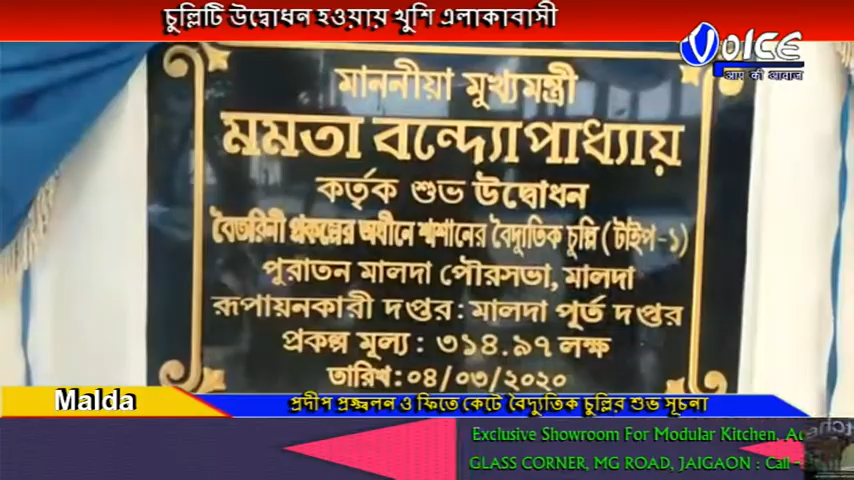 চুল্লিটি উদ্বোধন হওয়ায় খুশি এলাকাবাসী
VOICE
आप की आवाज
মাননীয়া মুখ্যমন্ত্রী
মমতা বন্দ্যোপাধ্যায়
কর্তৃক শুভ উদ্বোধন
বৈতরিনী প্রকল্পের অধীনে শ্মশানের বৈদ্যুতিক চুল্লি (টাইপ-১)
পুরাতন মালদা পৌরসভা, মালদা
রূপায়নকারী দপ্তর : মালদা পূর্ত দপ্তর
প্রকল্প মূল্য : ৩১৪.৯৭ লক্ষ
তারিখ : ০৪/০৩/২০২০
Malda
প্রদীপ প্রজ্জ্বলন ও ফিতে কেটে বৈদ্যুতিক চুল্লির শুভ সূচনা
Exclusive Showroom For Modular Kitchen,
GLASS CORNER, MG ROAD, JAIGAON : Call -